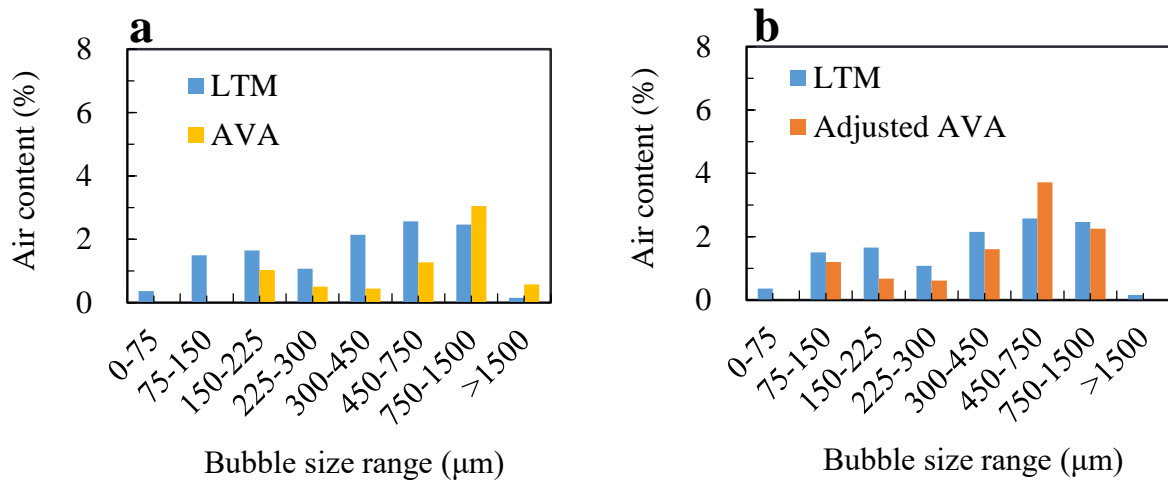 a
8
6
4
2
0
Air content (%)
LTM
AVA
0-75
75-150
150-225
225-300
300-450
450-750
750-1500
>1500
Bubble size range (μm)
b
8
6
4
2
0
Air content (%)
LTM
Adjusted AVA
0-75
75-150
150-225
225-300
300-450
450-750
750-1500
>1500
Bubble size range (μm)